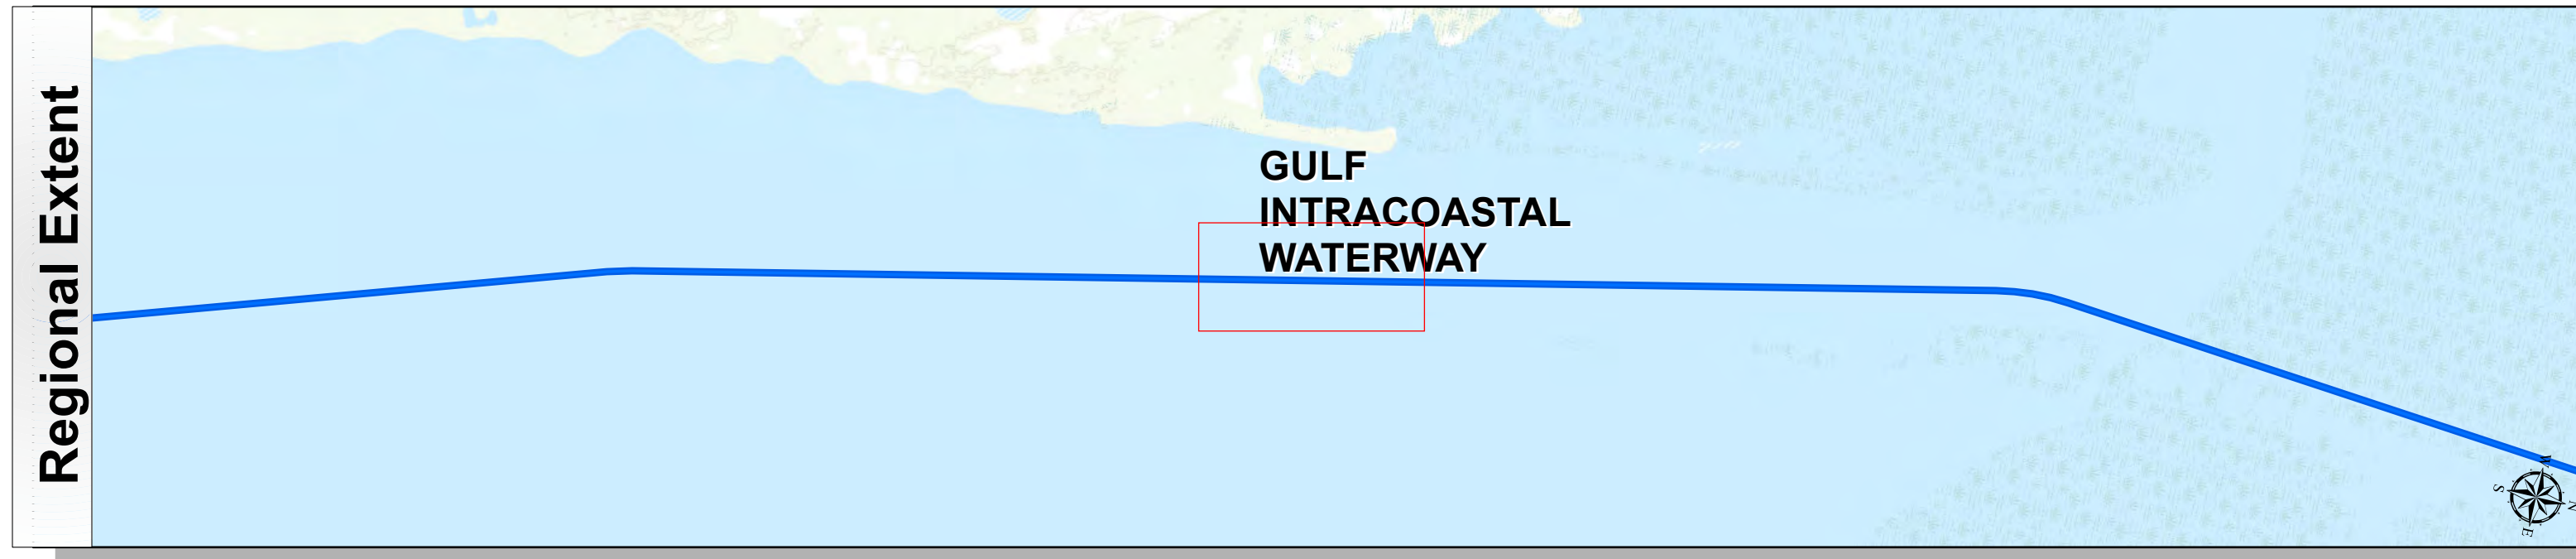 Regional Extent
GULF
INTRACOASTAL
WATERWAY
W
S
N
E